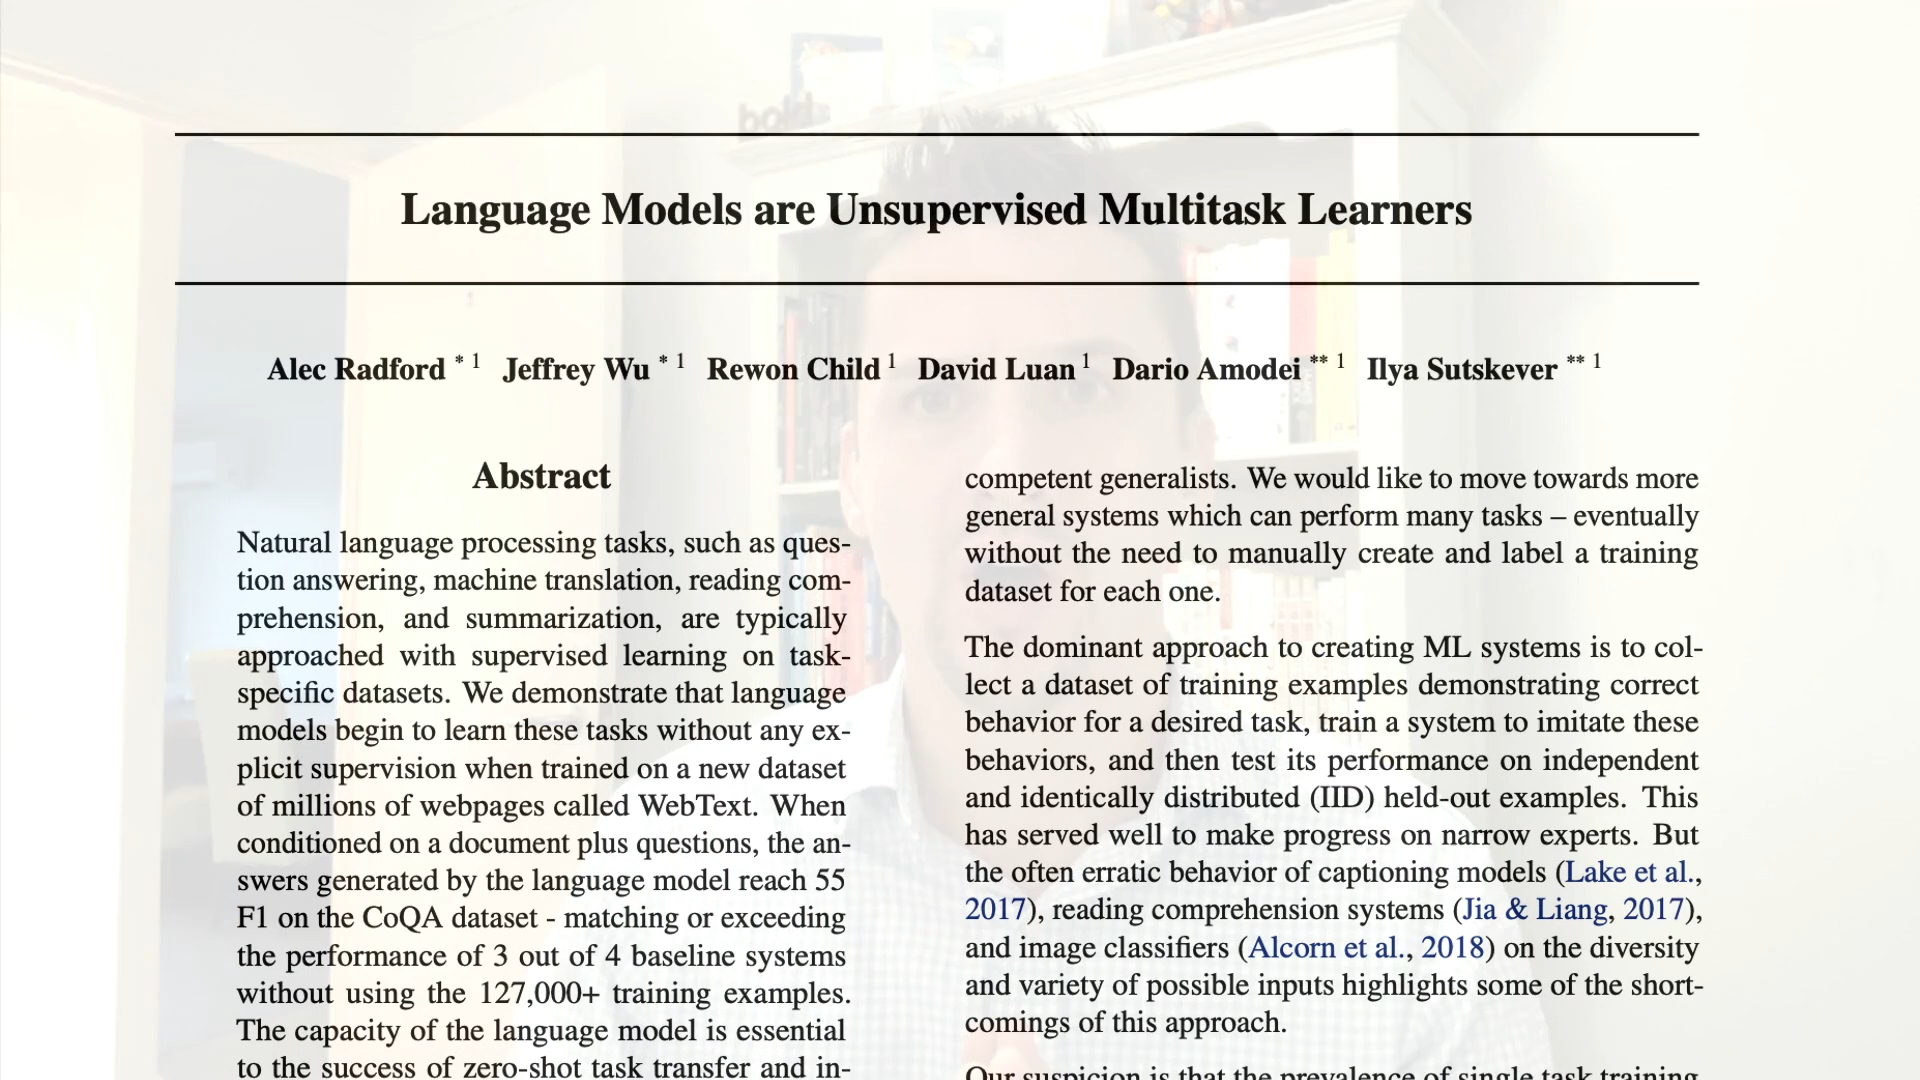 Language Models are Unsupervised Multitask Learners
Alec Radford * 1 Jeffrey Wu * 1 Rewon Child 1 David Luan 1 Dario Amodei ** 1 Ilya Sutskever ** 1
Abstract
Natural language processing tasks, such as ques-
tion answering, machine translation, reading com-
prehension, and summarization, are typically
approached with supervised learning on task-
specific datasets. We demonstrate that language
models begin to learn these tasks without any ex-
plicit supervision when trained on a new dataset
of millions of webpages called WebText. When
conditioned on a document plus questions, the an-
swers generated by the language model reach 55
F1 on the CoQA dataset - matching or exceeding
the performance of 3 out of 4 baseline systems
without using the 127,000+ training examples.
The capacity of the language model is essential
to the success of zero-shot task transfer and in-
competent generalists. We would like to move towards more
general systems which can perform many tasks – eventually
without the need to manually create and label a training
dataset for each one.
The dominant approach to creating ML systems is to col-
lect a dataset of training examples demonstrating correct
behavior for a desired task, train a system to imitate these
behaviors, and then test its performance on independent
and identically distributed (IID) held-out examples. This
has served well to make progress on narrow experts. But
the often erratic behavior of captioning models (Lake et al.,
2017), reading comprehension systems (Jia & Liang, 2017),
and image classifiers (Alcorn et al., 2018) on the diversity
and variety of possible inputs highlights some of the short-
comings of this approach.
Our suspicion is that the prevalence of single task training